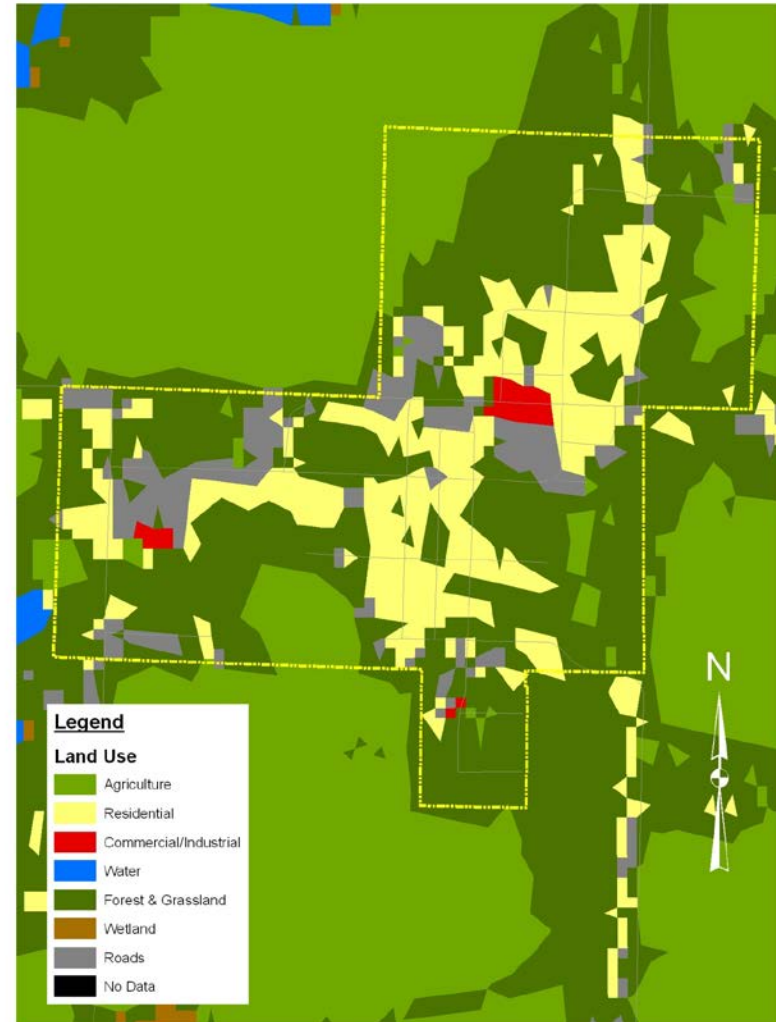 N
Legend
Land Use
Agriculture
Residential
Commercial/Industrial
Water
Forest & Grassland
Wetland
Roads
No Data